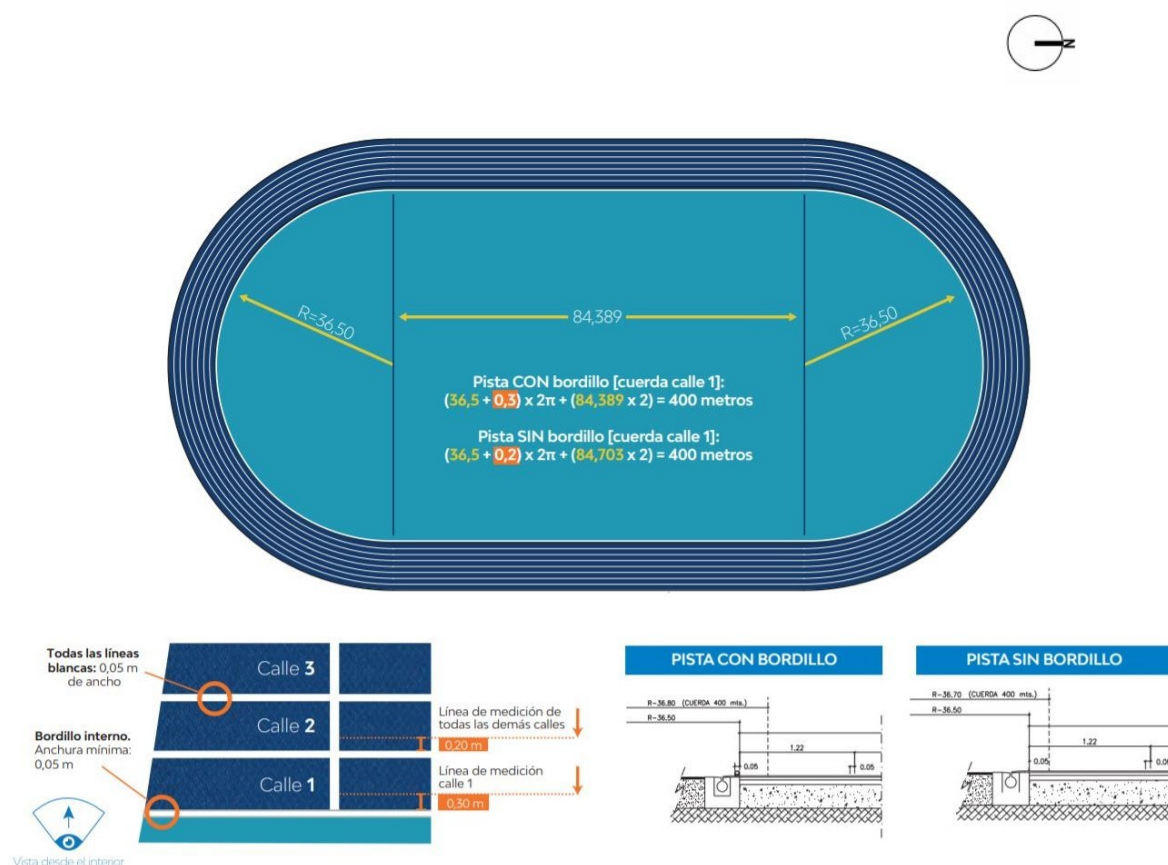 N
R=36,50
84,389
R=36,50
Pista CON bordillo [cuerda calle 1]:
(36,5 + 0,3) x 2π + (84,389 x 2) = 400 metros
Pista SIN bordillo [cuerda calle 1]:
(36,5 + 0,2) x 2π + (84,703 x 2) = 400 metros
Todas las líneas
blancas: 0,05 m
de ancho
Bordillo interno.
Anchura mínima:
0,05 m
Vista desde el interior
Calle 3
Calle 2
Calle 1
Línea de medición de
todas las demás calles
0,20 m
Línea de medición
calle 1
0,30 m
PISTA CON BORDILLO
R-36.80 (CUERDA 400 mts.)
R-36.50
1.22
0.05
0.05
PISTA SIN BORDILLO
R-36.70 (CUERDA 400 mts.)
R-36.50
1.22
0.05
0.05